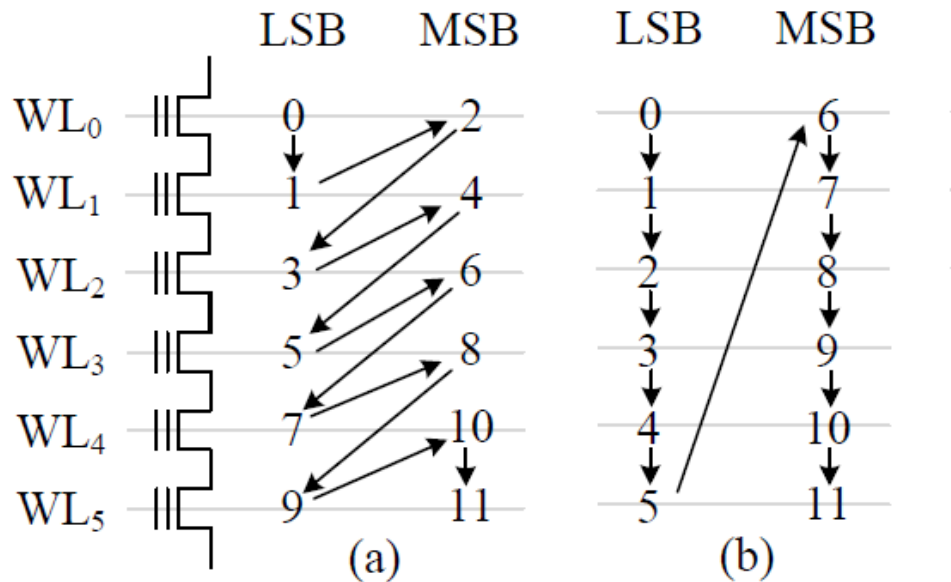 LSB MSB LSB MSB
WL0 0 2 0 6
WL1 1 4 1 7
WL2 3 6 2 8
WL3 5 8 3 9
WL4 7 10 4 10
WL5 9 11 5 11
(a) (b)